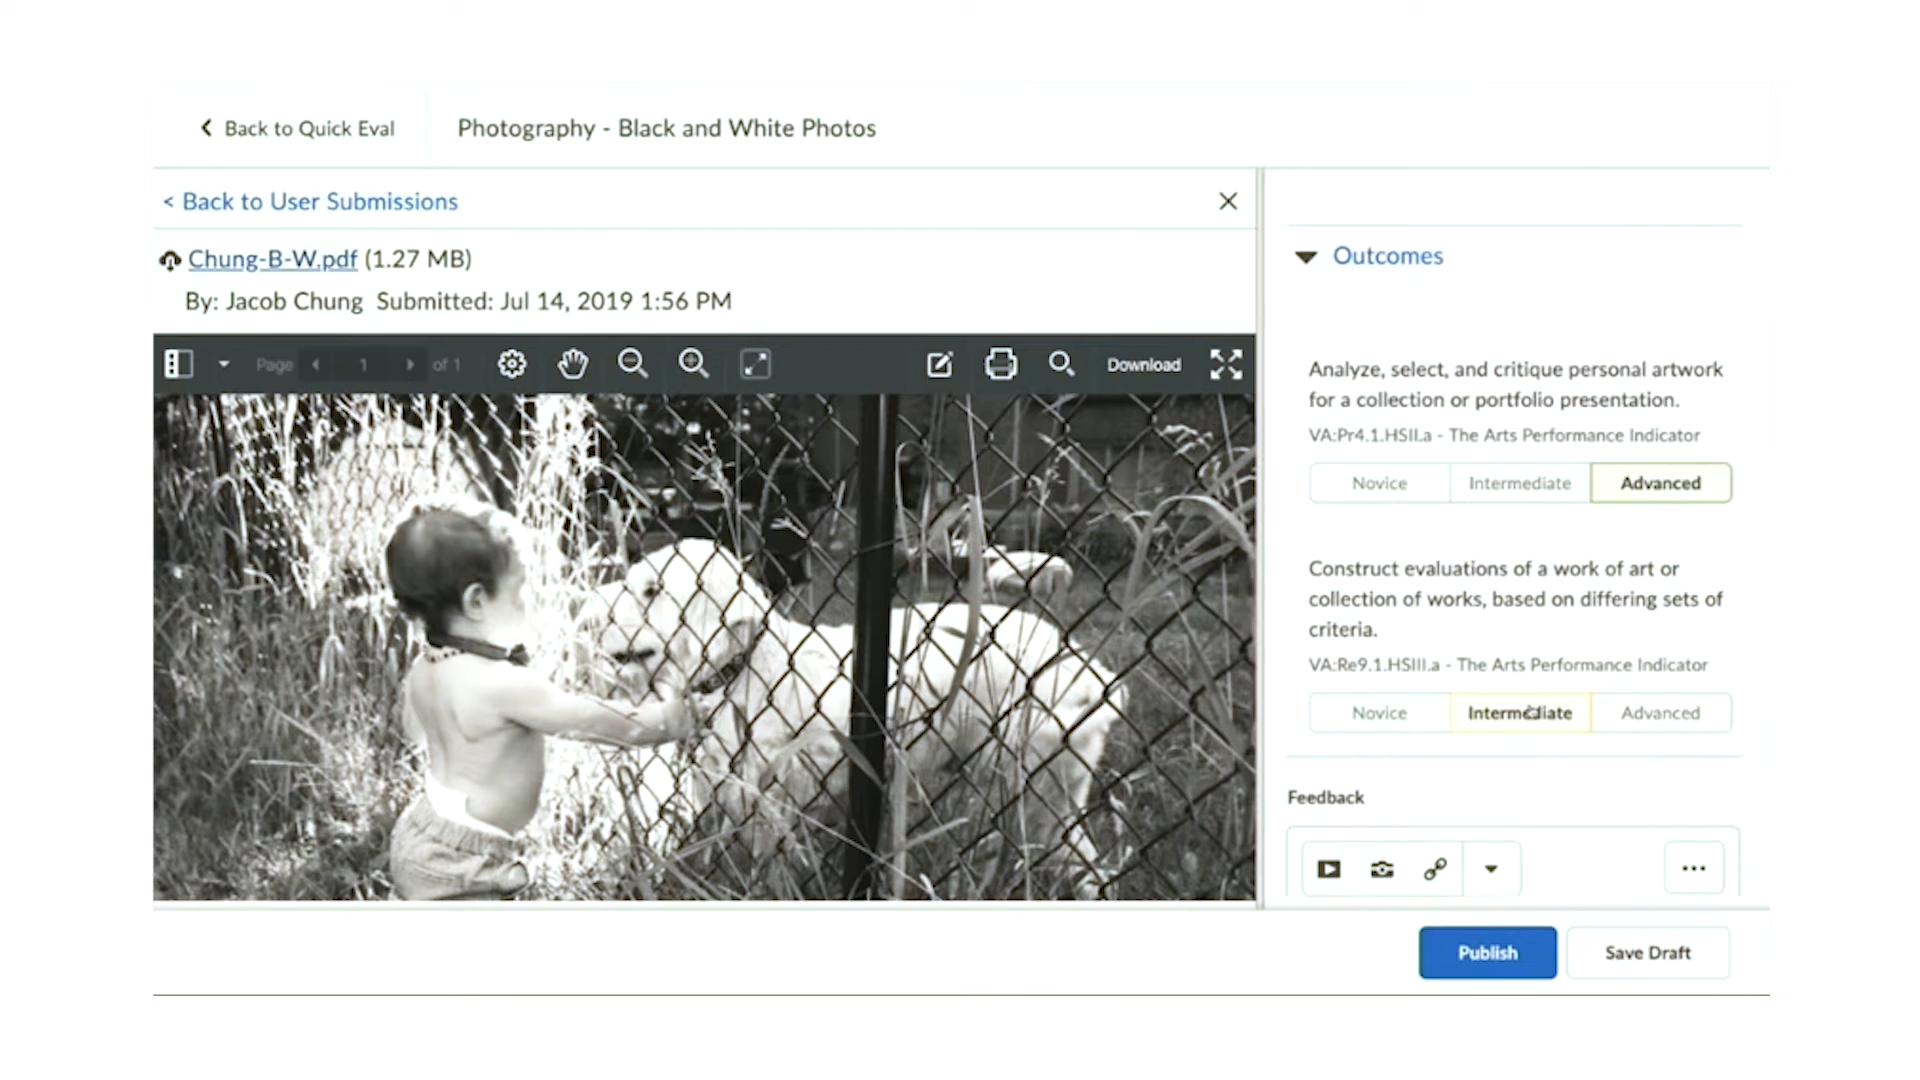 Back to Quick Eval
Photography - Black and White Photos
< Back to User Submissions
Chung-B-W.pdf (1.27 MB)
By: Jacob Chung Submitted: Jul 14, 2019 1:56 PM
Page 1 of 1
Download
Outcomes
Analyze, select, and critique personal artwork
for a collection or portfolio presentation.
VA:Pr4.1.HSII.a - The Arts Performance Indicator
Novice Intermediate Advanced
Construct evaluations of a work of art or
collection of works, based on differing sets of
criteria.
VA:Re9.1.HSIII.a - The Arts Performance Indicator
Novice Intermediate Advanced
Feedback
Publish Save Draft